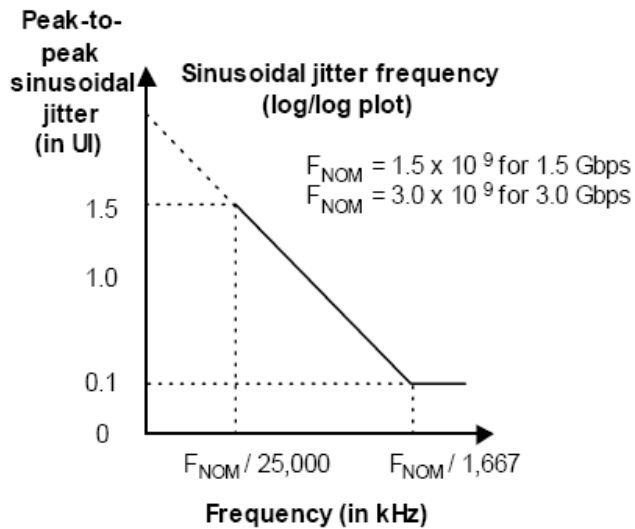 Peak-to-
peak
sinusoidal
jitter
(in UI)
Sinusoidal jitter frequency
(log/log plot)
F_NOM = 1.5 x 10^9 for 1.5 Gbps
F_NOM = 3.0 x 10^9 for 3.0 Gbps
1.5
1.0
0.1
0
F_NOM / 25,000
F_NOM / 1,667
Frequency (in kHz)